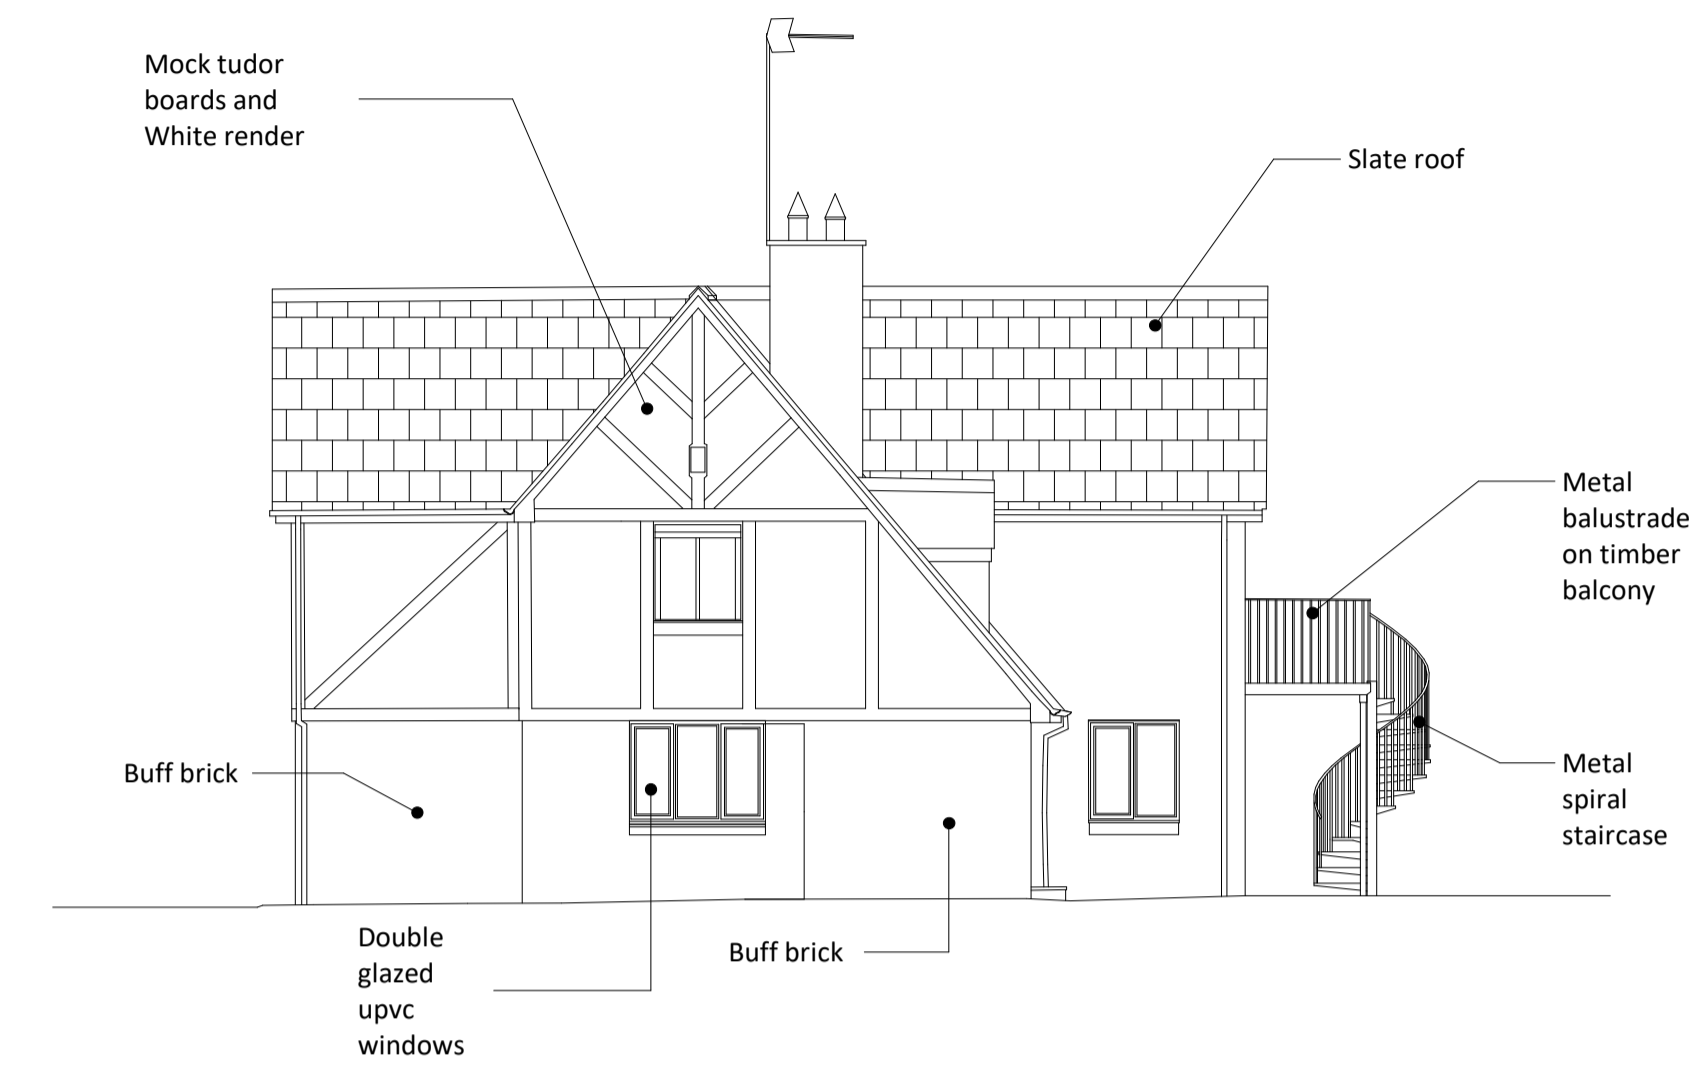 Mock tudor
boards and
White render
Slate roof
Metal
balustrade
on timber
balcony
Buff brick
Metal
spiral
staircase
Double
glazed
upvc
windows
Buff brick